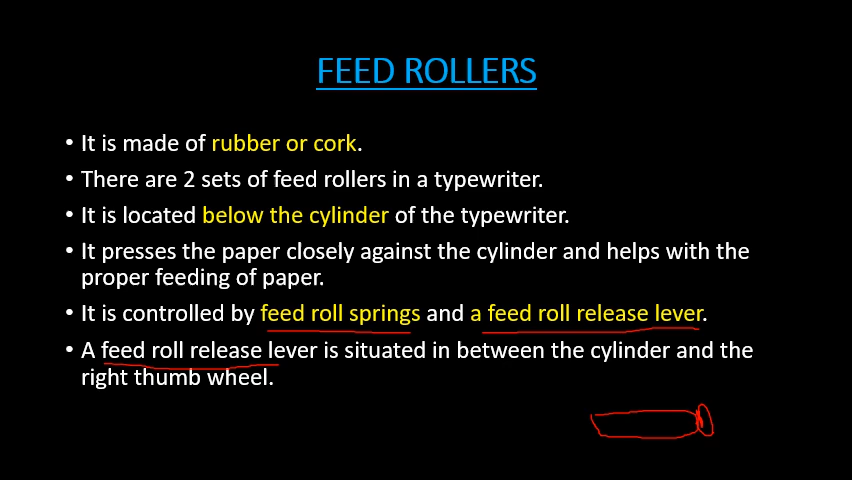 FEED ROLLERS
• It is made of rubber or cork.
• There are 2 sets of feed rollers in a typewriter.
• It is located below the cylinder of the typewriter.
• It presses the paper closely against the cylinder and helps with the
proper feeding of paper.
• It is controlled by feed roll springs and a feed roll release lever.
• A feed roll release lever is situated in between the cylinder and the
right thumb wheel.